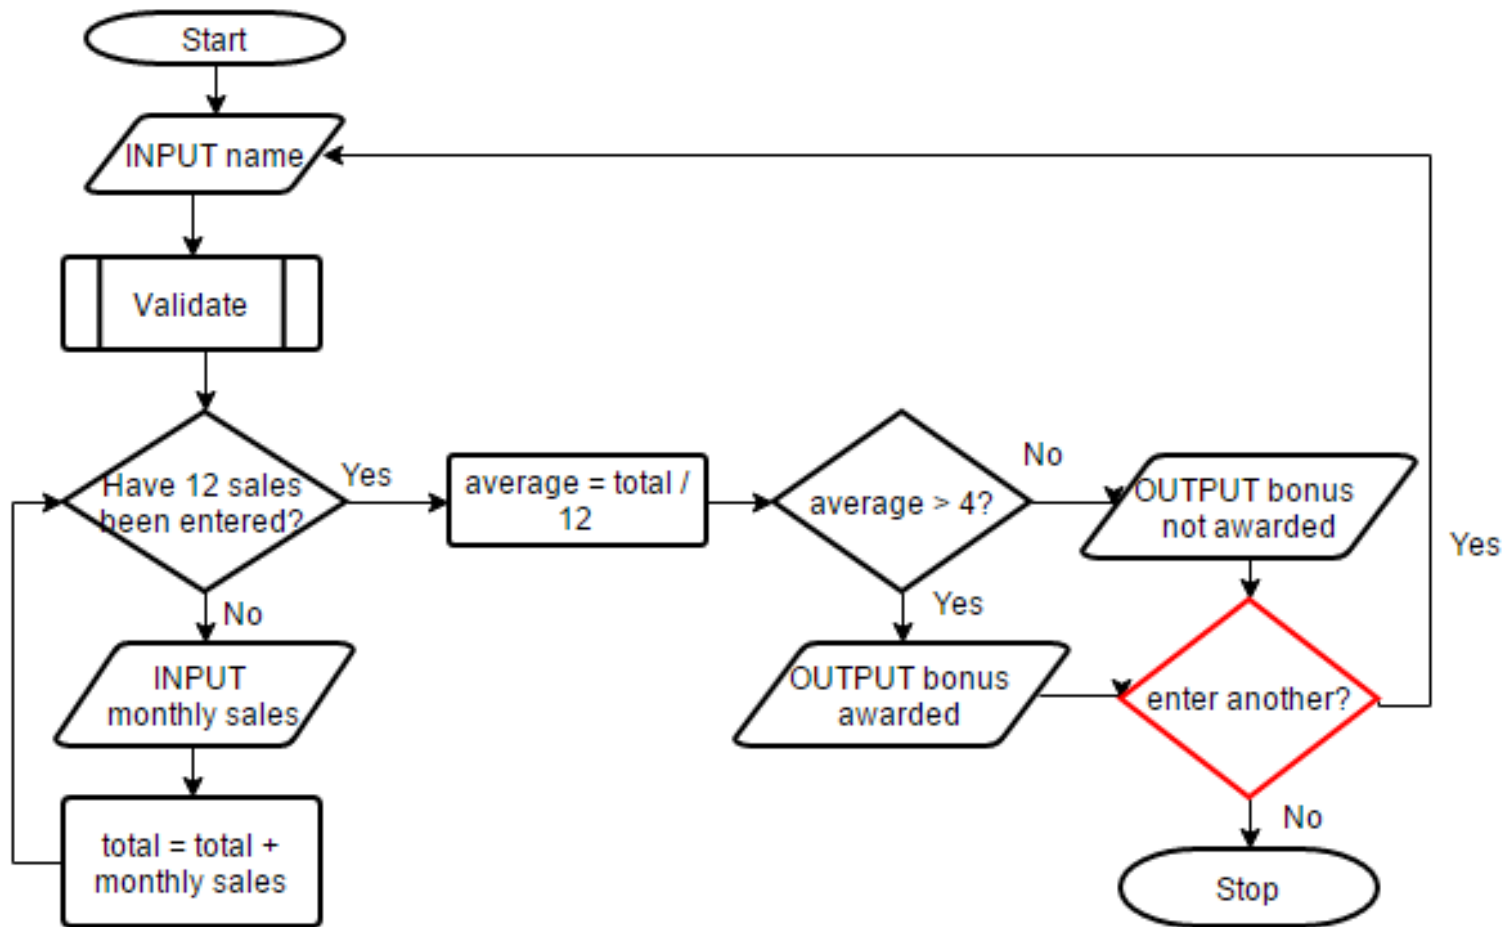 Start
INPUT name
Validate
Have 12 sales
been entered?
Yes
No
INPUT
monthly sales
total = total +
monthly sales
average = total /
12
average > 4?
No
Yes
OUTPUT bonus
not awarded
OUTPUT bonus
awarded
enter another?
Yes
No
Stop